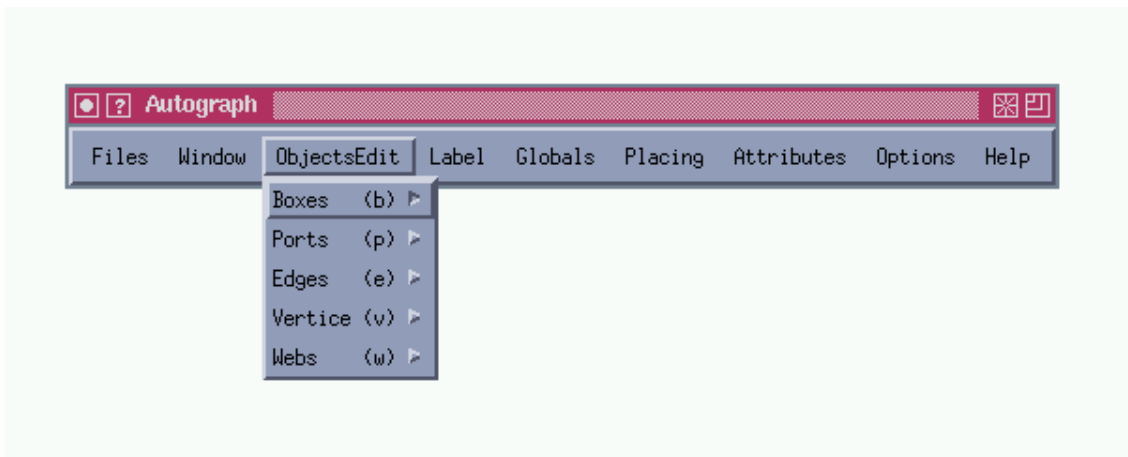 ? Autograph
Files Window ObjectsEdit Label Globals Placing Attributes Options Help
Boxes (b)
Ports (p)
Edges (e)
Vertice (v)
Webs (w)